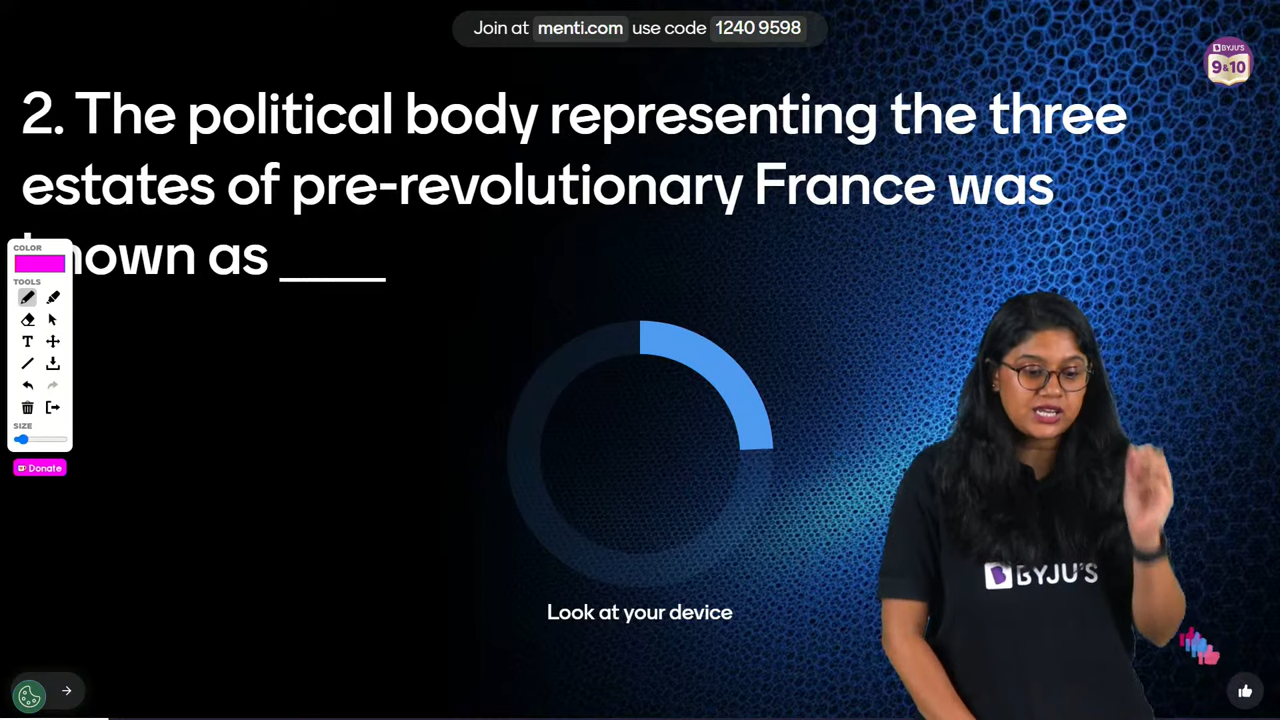 Join at menti.com use code 1240 9598
BYJU'S
9&10
2. The political body representing the three
estates of pre-revolutionary France was
known as ____
COLOR
TOOLS
T
SIZE
Donate
Look at your device
BYJU'S